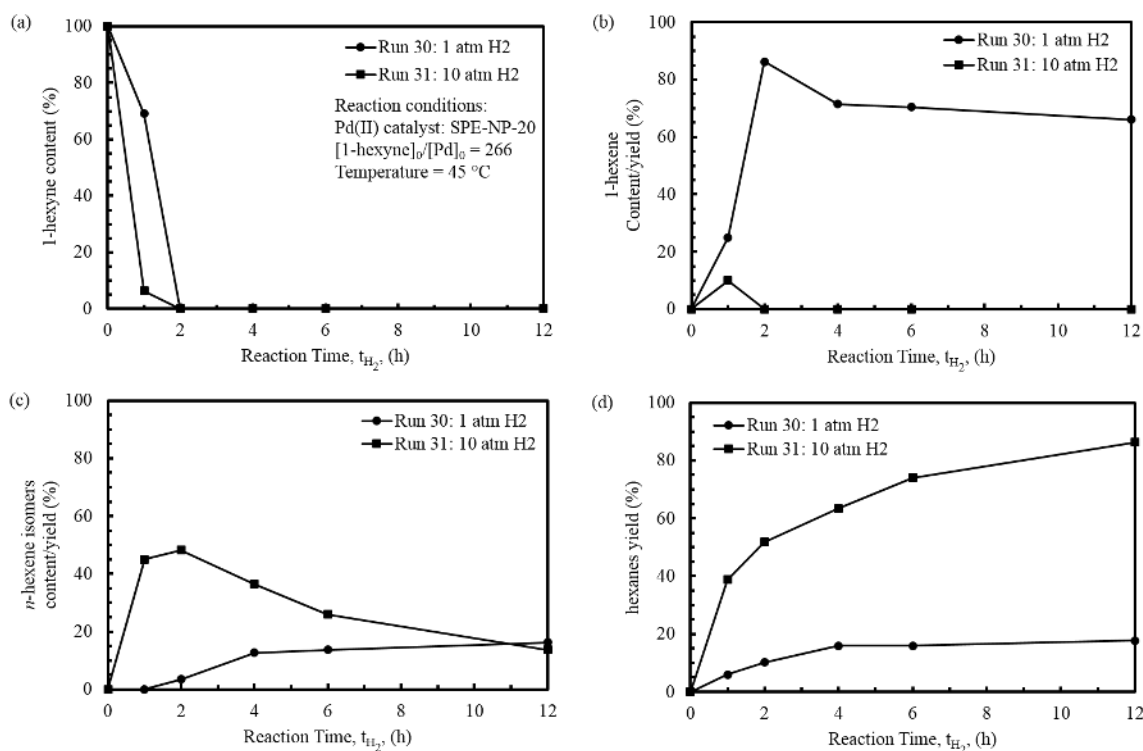 (a)
100
80
60
40
20
0
1-hexyne content (%)
Run 30: 1 atm H2
Run 31: 10 atm H2
Reaction conditions:
Pd(II) catalyst: SPE-NP-20
[1-hexyne]₀/[Pd]₀ = 266
Temperature = 45 °C
0 2 4 6 8 10 12
Reaction Time, t_H₂, (h)
(b)
100
80
60
40
20
0
1-hexene
Content/yield (%)
Run 30: 1 atm H2
Run 31: 10 atm H2
0 2 4 6 8 10 12
Reaction Time, t_H₂, (h)
(c)
100
80
60
40
20
0
n-hexene isomers
content/yield (%)
Run 30: 1 atm H2
Run 31: 10 atm H2
0 2 4 6 8 10 12
Reaction Time, t_H₂, (h)
(d)
100
80
60
40
20
0
hexanes yield (%)
Run 30: 1 atm H2
Run 31: 10 atm H2
0 2 4 6 8 10 12
Reaction Time, t_H₂, (h)